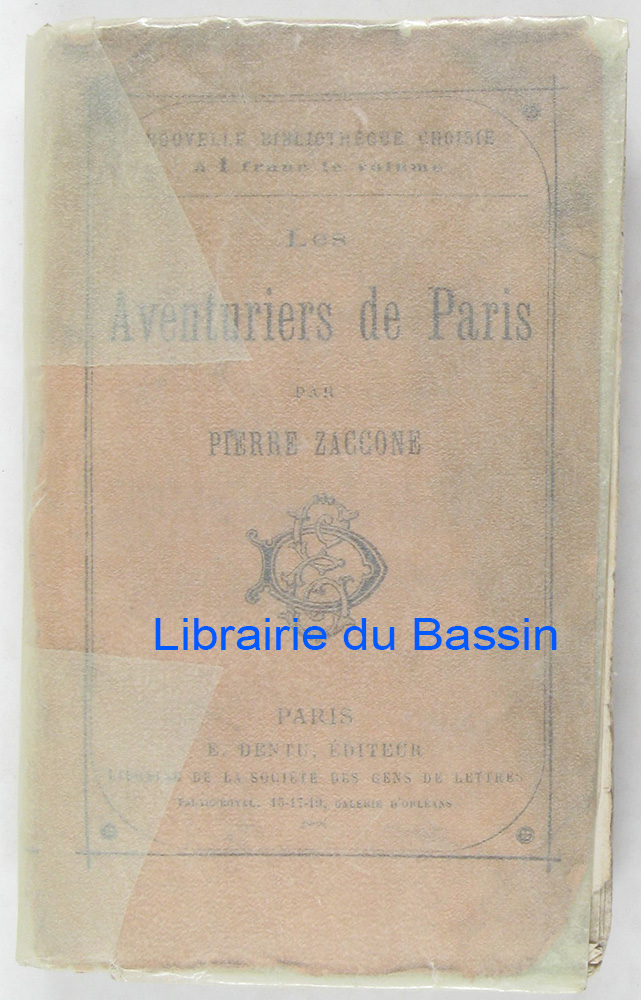 NOUVELLE BIBLIOTHÈQUE CHOISIE
à 1 franc le volume
Les
Aventuriers de Paris
PAR
PIERRE ZACCONE
Librairie du Bassin
PARIS
E. DENTU, ÉDITEUR
LIBRAIRE DE LA SOCIÉTÉ DES GENS DE LETTRES
PALAIS-ROYAL, 15-17-19, GALERIE D'ORLÉANS